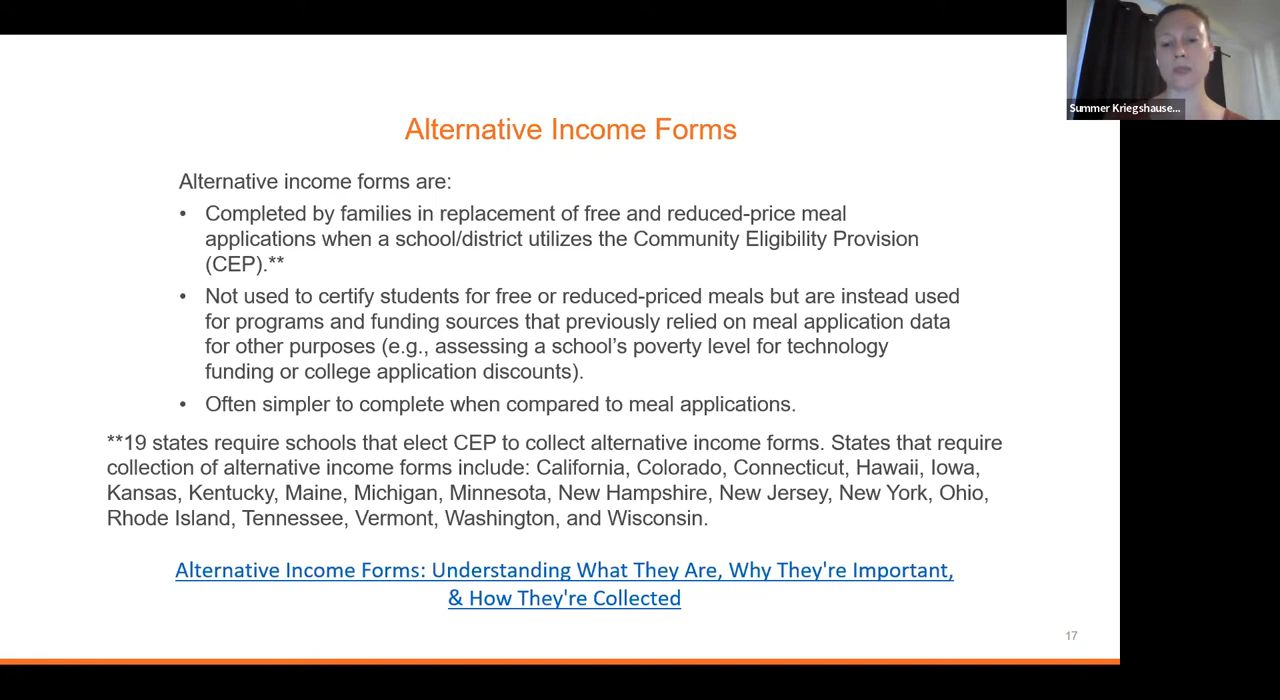 Summer Kriegshause...
Alternative Income Forms
Alternative income forms are:
• Completed by families in replacement of free and reduced-price meal
applications when a school/district utilizes the Community Eligibility Provision
(CEP).**
• Not used to certify students for free or reduced-priced meals but are instead used
for programs and funding sources that previously relied on meal application data
for other purposes (e.g., assessing a school’s poverty level for technology
funding or college application discounts).
• Often simpler to complete when compared to meal applications.
**19 states require schools that elect CEP to collect alternative income forms. States that require
collection of alternative income forms include: California, Colorado, Connecticut, Hawaii, Iowa,
Kansas, Kentucky, Maine, Michigan, Minnesota, New Hampshire, New Jersey, New York, Ohio,
Rhode Island, Tennessee, Vermont, Washington, and Wisconsin.
Alternative Income Forms: Understanding What They Are, Why They're Important,
& How They're Collected
17